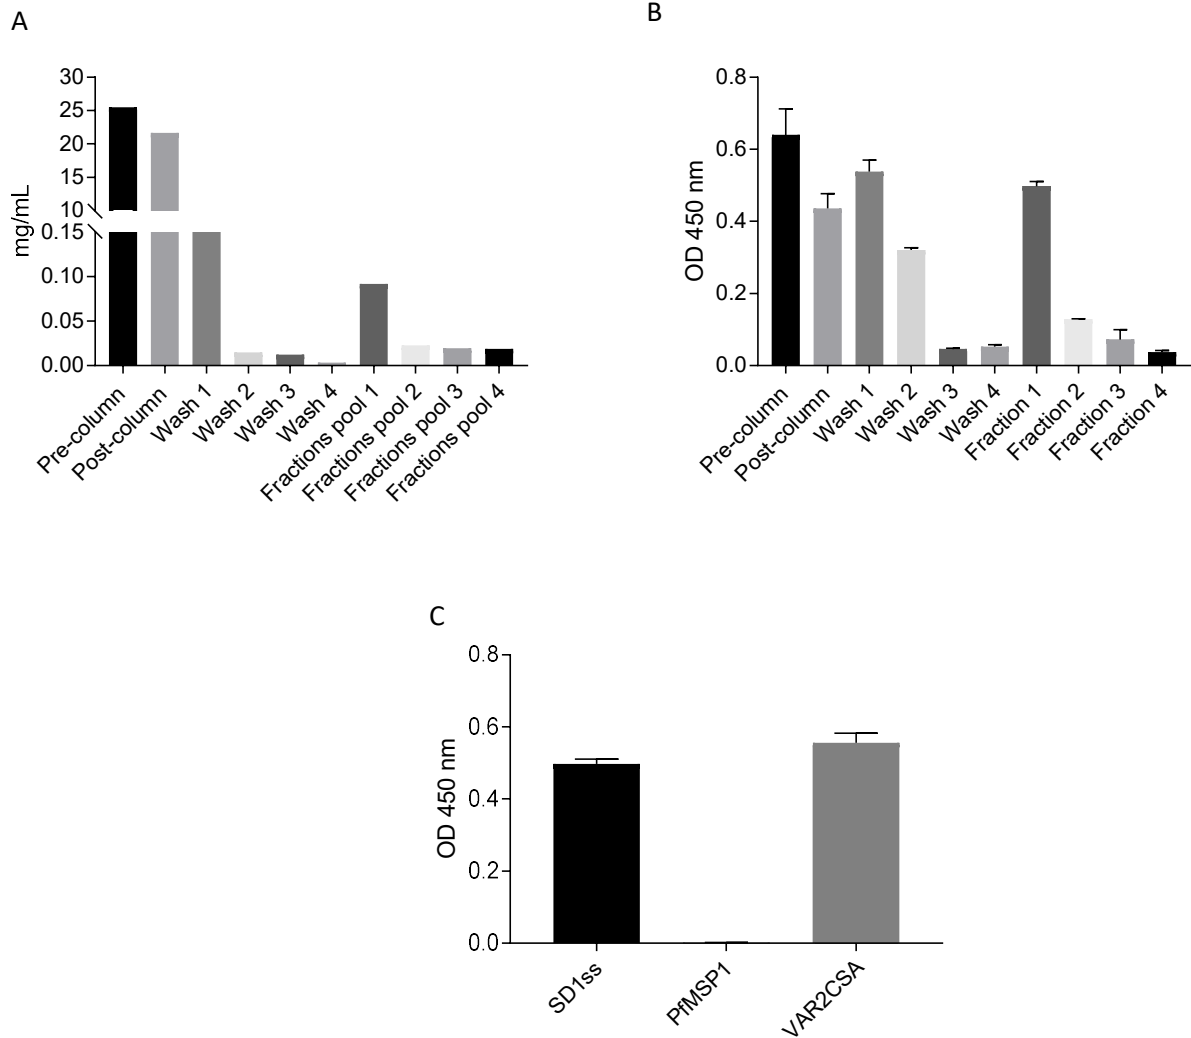 A
mg/mL
30
25
20
15
10
0.15
0.10
0.05
0.00
Pre-column
Post-column
Wash 1
Wash 2
Wash 3
Wash 4
Fractions pool 1
Fractions pool 2
Fractions pool 3
Fractions pool 4
B
OD 450 nm
0.8
0.6
0.4
0.2
0.0
Pre-column
Post-column
Wash 1
Wash 2
Wash 3
Wash 4
Fraction 1
Fraction 2
Fraction 3
Fraction 4
C
OD 450 nm
0.8
0.6
0.4
0.2
0.0
SD1ss
PfMSP1
VAR2CSA